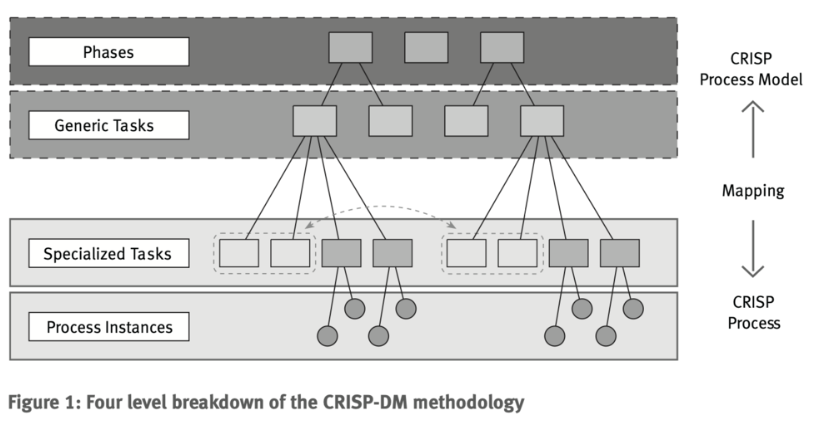 Phases
CRISP
Process Model
Generic Tasks
Mapping
Specialized Tasks
Process Instances
CRISP
Process
Figure 1: Four level breakdown of the CRISP-DM methodology